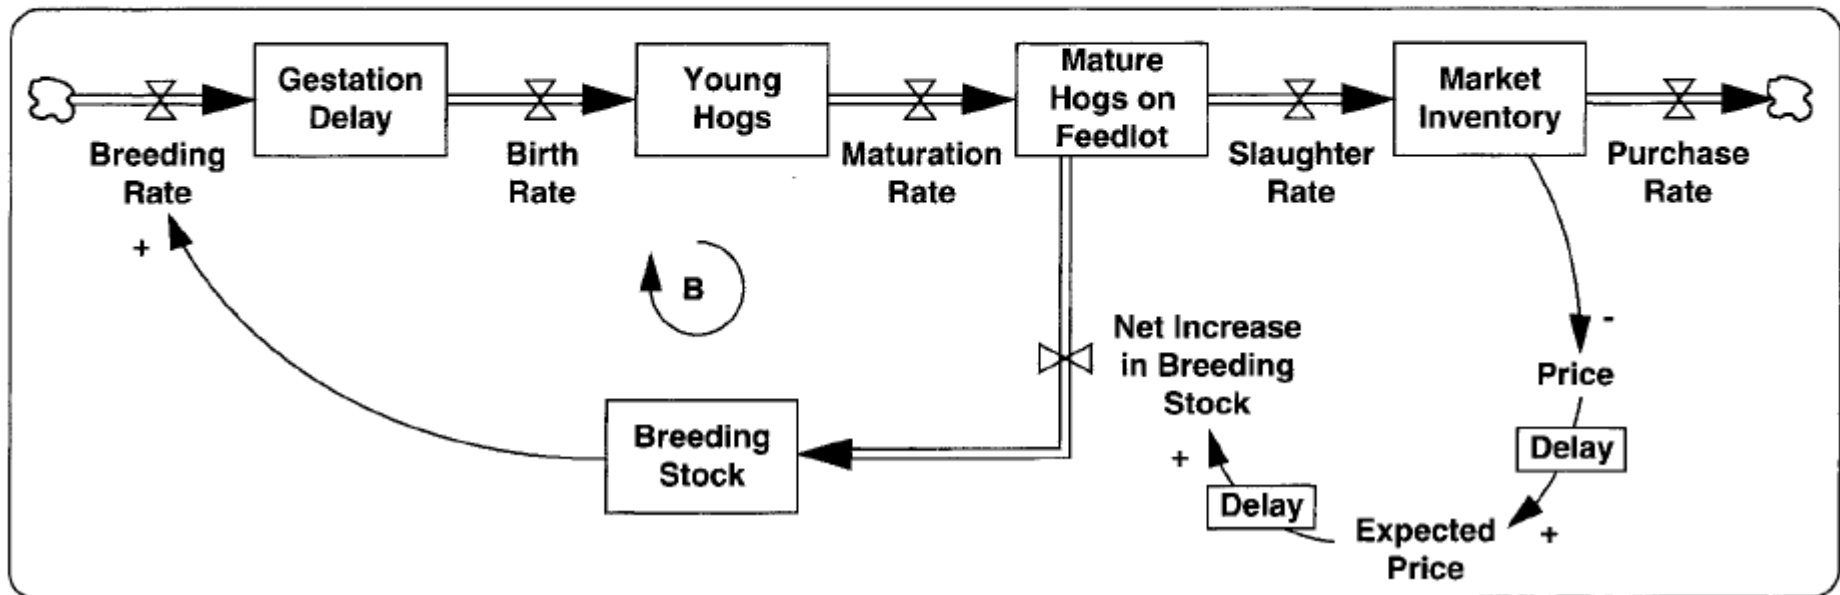 Gestation
Delay
Young
Hogs
Mature
Hogs on
Feedlot
Market
Inventory
Breeding
Rate
Birth
Rate
Maturation
Rate
Slaughter
Rate
Purchase
Rate
+
B
Net Increase
in Breeding
Stock
-
Price
Breeding
Stock
+
Delay
Delay
Expected
Price
+